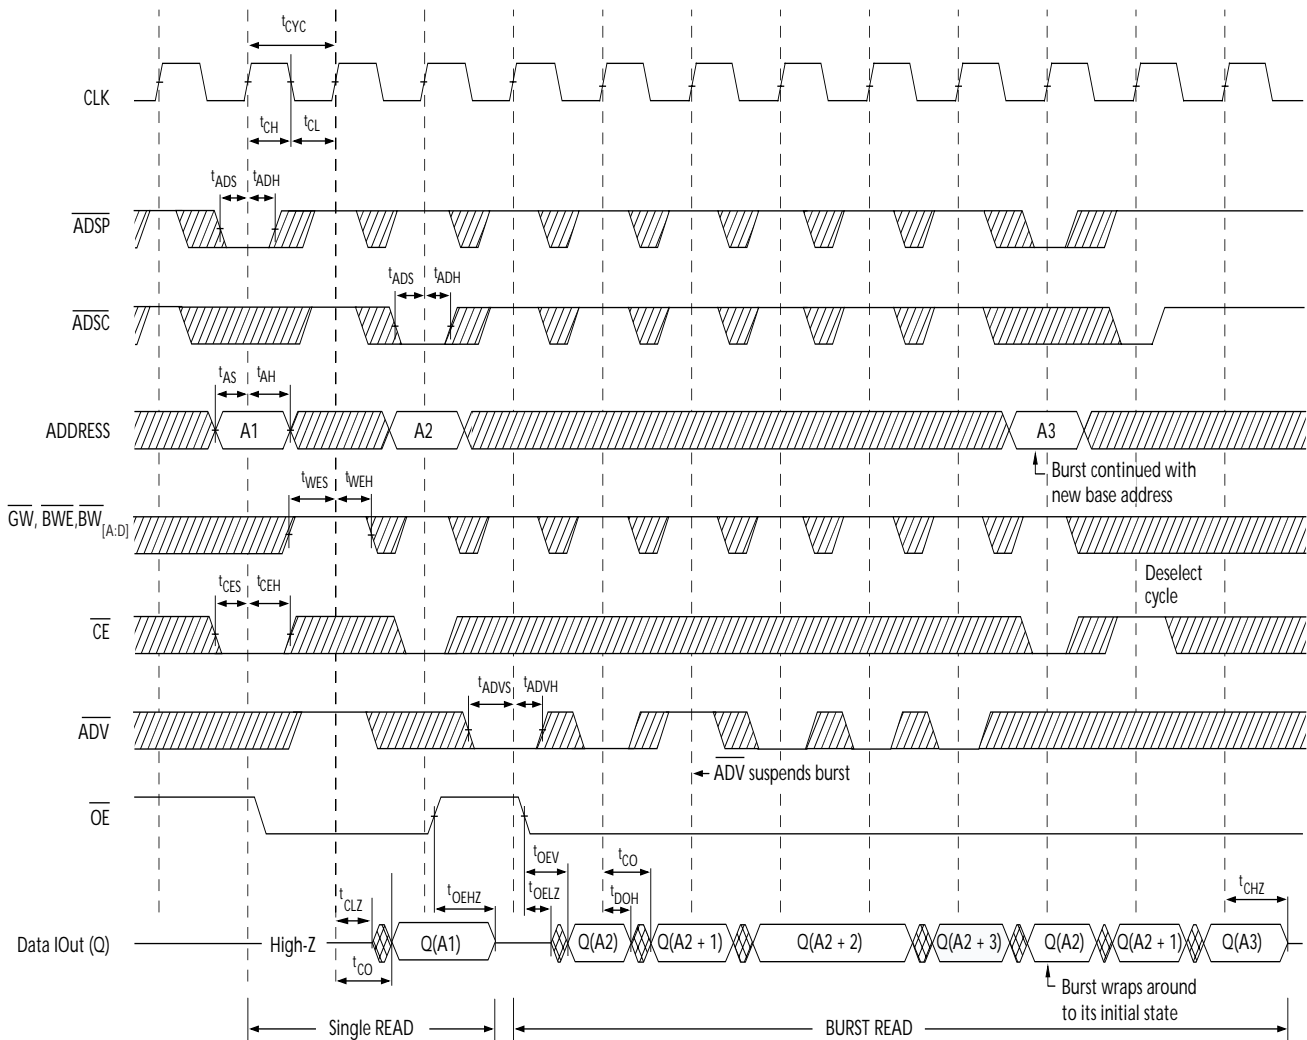 tCYC
CLK
tCH tCL
tADS tADH
ADSP
tADS tADH
ADSC
tAS tAH
ADDRESS A1 A2 A3
Burst continued with
new base address
tWES tWEH
GW, BWE,BW[A:D]
Deselect
cycle
tCES tCEH
CE
tADVS tADVH
ADV
ADV suspends burst
OE
tOEV tCO
tCLZ tOEHZ tOELZ tDOH tCHZ
Data IOut (Q) High-Z Q(A1) Q(A2) Q(A2 + 1) Q(A2 + 2) Q(A2 + 3) Q(A2) Q(A2 + 1) Q(A3)
tCO
Burst wraps around
to its initial state
Single READ BURST READ